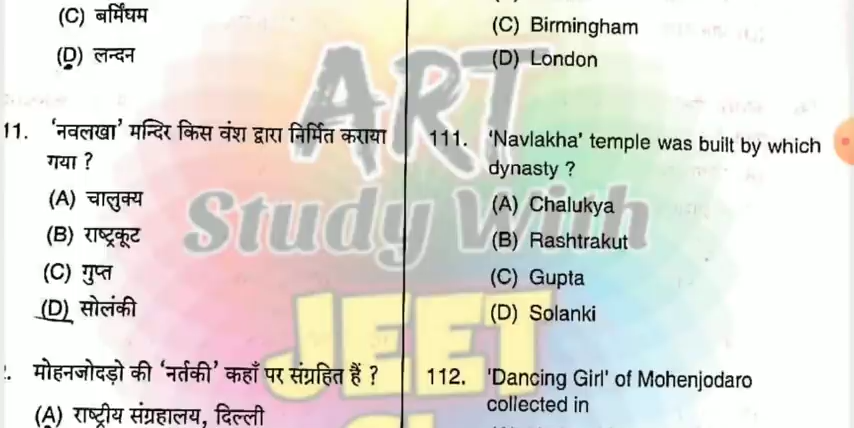 (C) बर्मिंघम
(D) लन्दन
11. 'नवलखा' मन्दिर किस वंश द्वारा निर्मित कराया
गया ?
(A) चालुक्य
(B) राष्ट्रकूट
(C) गुप्त
(D) सोलंकी
मोहनजोदड़ो की 'नर्तकी' कहाँ पर संग्रहित हैं ?
(A) राष्ट्रीय संग्रहालय, दिल्ली
(C) Birmingham
(D) London
111. 'Navlakha' temple was built by which
dynasty ?
(A) Chalukya
(B) Rashtrakut
(C) Gupta
(D) Solanki
112. 'Dancing Girl' of Mohenjodaro
collected in
ART
Study With
JEET